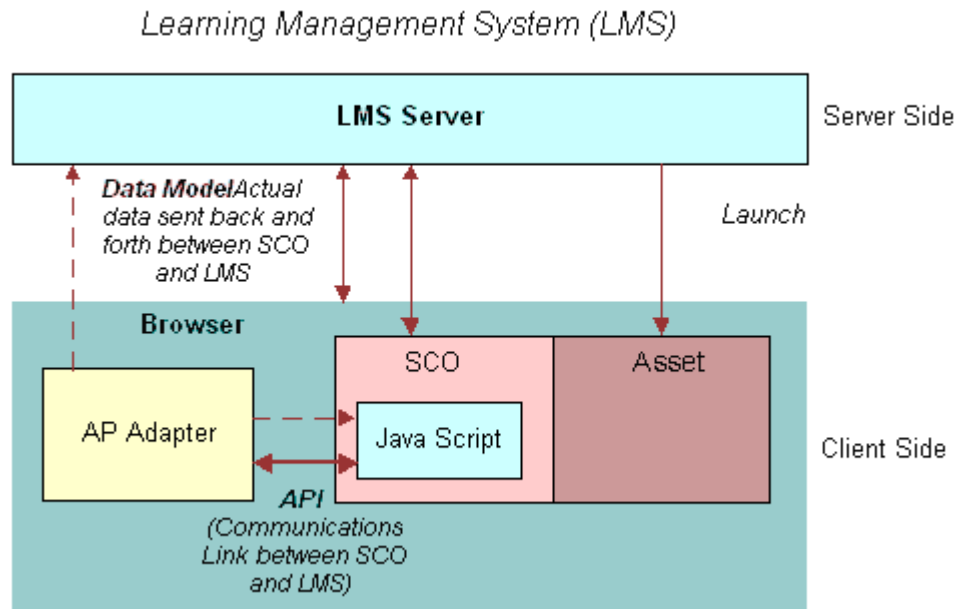 Learning Management System (LMS)
LMS Server
Server Side
Data ModelActual
data sent back and
forth between SCO
and LMS
Launch
Browser
SCO
Asset
AP Adapter
Java Script
Client Side
API
(Communications
Link between SCO
and LMS)